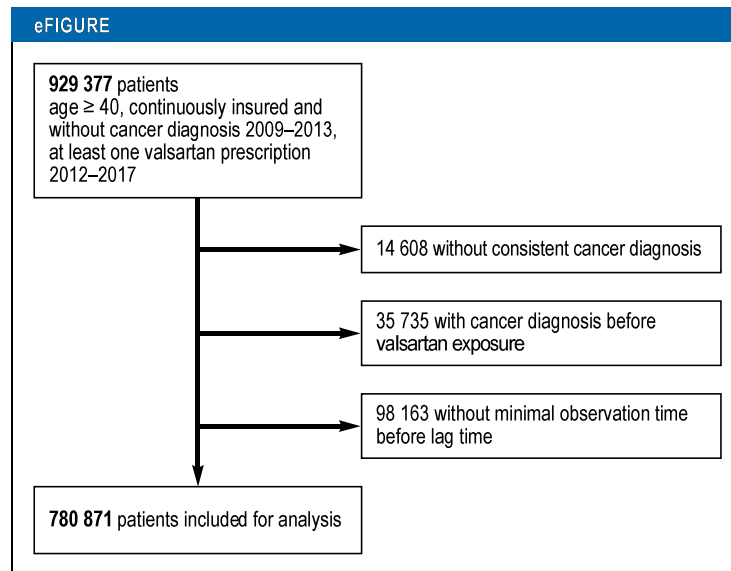 eFIGURE
929 377 patients
age ≥ 40, continuously insured and
without cancer diagnosis 2009–2013,
at least one valsartan prescription
2012–2017
14 608 without consistent cancer diagnosis
35 735 with cancer diagnosis before
valsartan exposure
98 163 without minimal observation time
before lag time
780 871 patients included for analysis